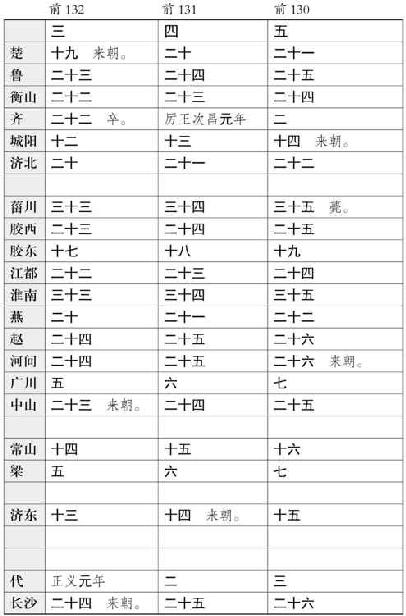 前 132 前 131 前 130
三 四 五
楚 十九 来朝。 二十 二十一
鲁 二十三 二十四 二十五
衡山 二十二 二十三 二十四
齐 二十二 卒。 厉王次昌元年 二
城阳 十二 十三 十四 来朝。
济北 二十 二十一 二十二
菑川 三十三 三十四 三十五 薨。
胶西 二十三 二十四 二十五
胶东 十七 十八 十九
江都 二十二 二十三 二十四
淮南 三十三 三十四 三十五
燕 二十 二十一 二十二
赵 二十四 二十五 二十六
河间 二十四 二十五 二十六 来朝。
广川 五 六 七
中山 二十三 来朝。 二十四 二十五
常山 十四 十五 十六
梁 五 六 七
济东 十三 十四 来朝。 十五
代 正义元年 二 三
长沙 二十四 来朝。 二十五 二十六